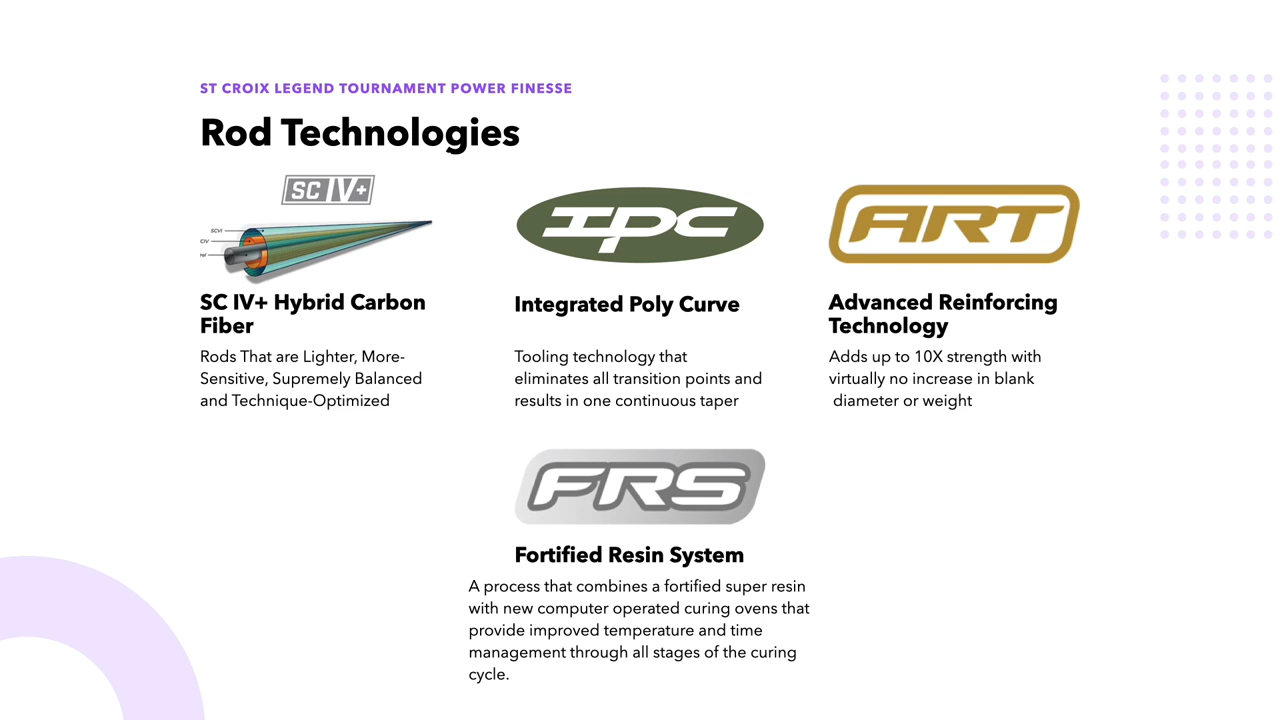 ST CROIX LEGEND TOURNAMENT POWER FINESSE
Rod Technologies
SC IV+
SCVI
CIV
IPC
ART
SC IV+ Hybrid Carbon
Fiber
Rods That are Lighter, More-
Sensitive, Supremely Balanced
and Technique-Optimized
Integrated Poly Curve
Tooling technology that
eliminates all transition points and
results in one continuous taper
Advanced Reinforcing
Technology
Adds up to 10X strength with
virtually no increase in blank
diameter or weight
FRS
Fortified Resin System
A process that combines a fortified super resin
with new computer operated curing ovens that
provide improved temperature and time
management through all stages of the curing
cycle.